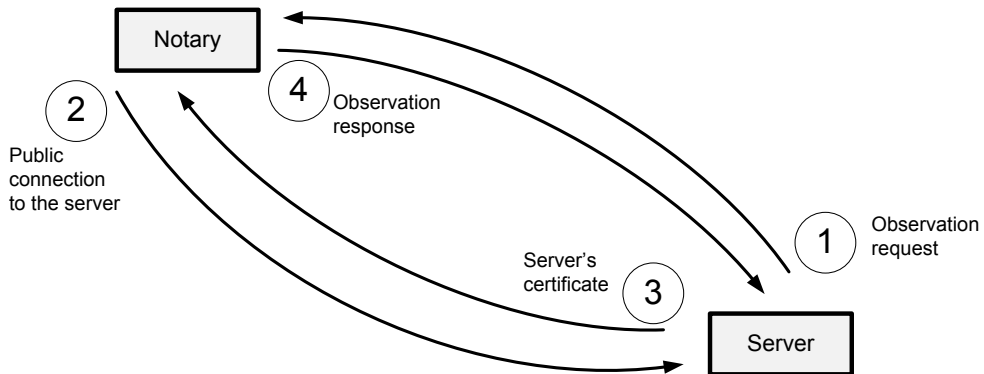 Notary
4
Observation
response
2
Public
connection
to the server
1
Observation
request
Server's
certificate
3
Server